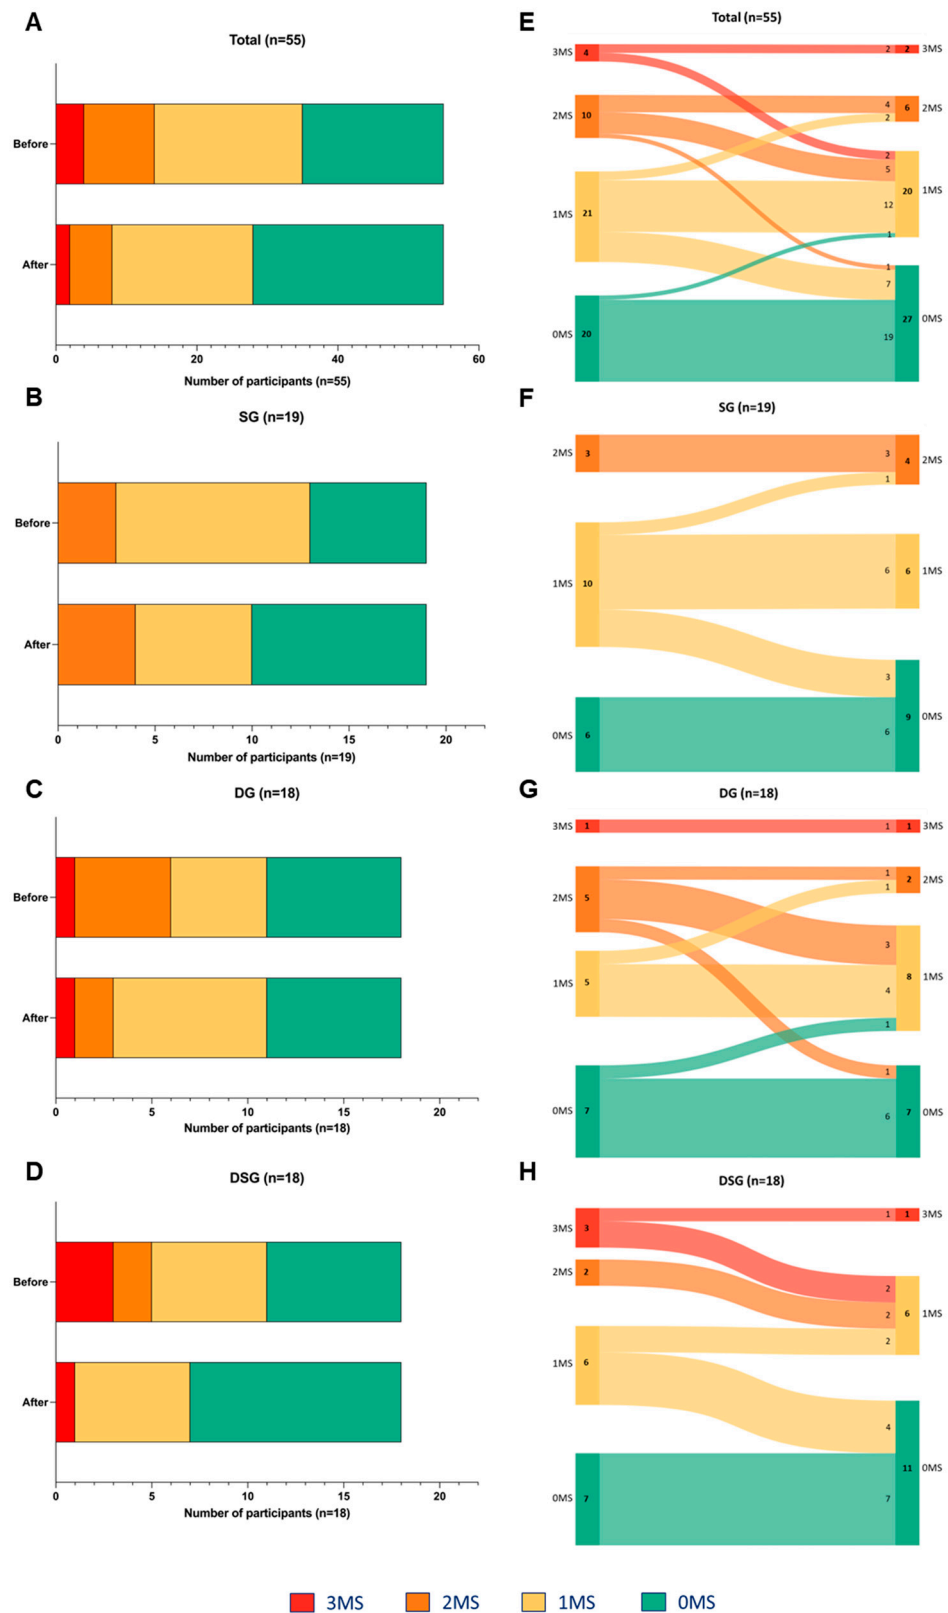 A
Total (n=55)
Before
After
0 20 40 60
Number of participants (n=55)
E
Total (n=55)
3MS 4 2 2 3MS
2MS 10 4 6 2MS
2
1MS 21 2 20 1MS
5
12
1
0MS 20 1 27 0MS
7
19
B
SG (n=19)
Before
After
0 5 10 15 20
Number of participants (n=19)
F
SG (n=19)
2MS 3 3 4 2MS
1
1MS 10 6 6 1MS
3
0MS 6 6 9 0MS
C
DG (n=18)
Before
After
0 5 10 15 20
Number of participants (n=18)
G
DG (n=18)
3MS 1 1 1 3MS
2MS 5 1 2 2MS
1
1MS 5 3 8 1MS
4
1
0MS 7 1 7 0MS
6
D
DSG (n=18)
Before
After
0 5 10 15 20
Number of participants (n=18)
H
DSG (n=18)
3MS 3 1 1 3MS
2MS 2 2 6 1MS
2
1MS 6 2
4
0MS 7 7 11 0MS
3MS 2MS 1MS 0MS